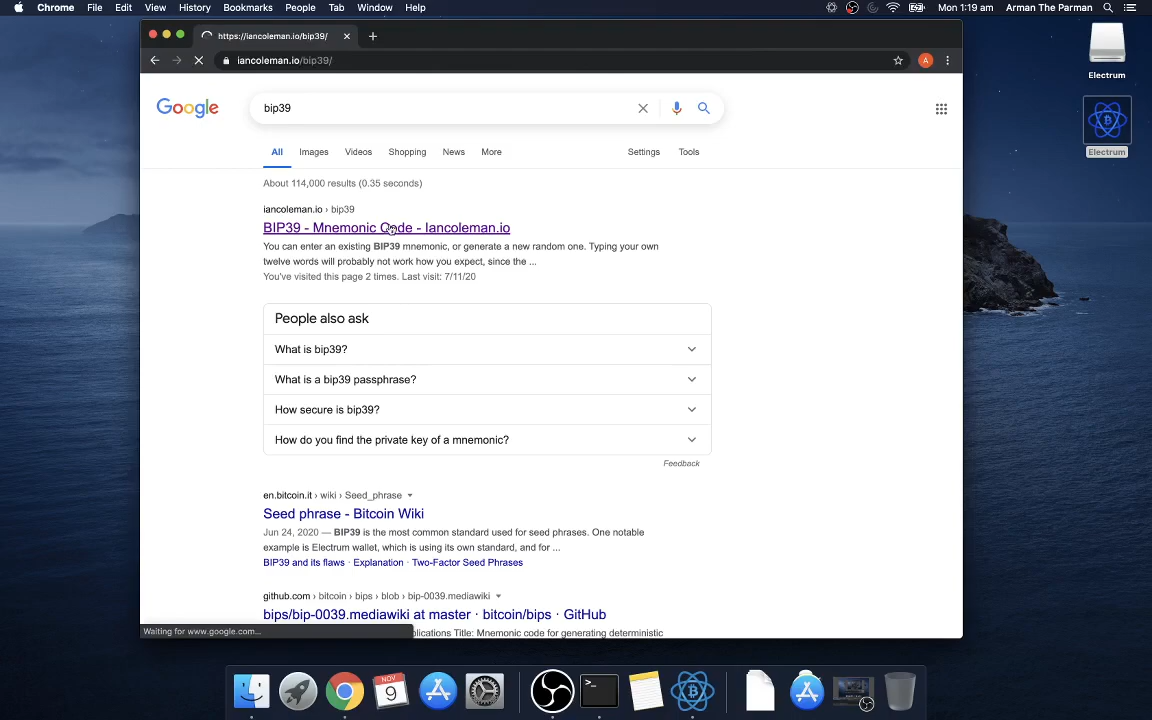 Chrome File Edit View History Bookmarks People Tab Window Help Mon 1:19 am Arman The Parman
https://iancoleman.io/bip39/
iancoleman.io/bip39/
A
Electrum
Electrum
Google
bip39
All Images Videos Shopping News More Settings Tools
About 114,000 results (0.35 seconds)
iancoleman.io › bip39
BIP39 - Mnemonic Code - Iancoleman.io
You can enter an existing BIP39 mnemonic, or generate a new random one. Typing your own
twelve words will probably not work how you expect, since the ...
You've visited this page 2 times. Last visit: 7/11/20
People also ask
What is bip39?
What is a bip39 passphrase?
How secure is bip39?
How do you find the private key of a mnemonic?
Feedback
en.bitcoin.it › wiki › Seed_phrase
Seed phrase - Bitcoin Wiki
Jun 24, 2020 — BIP39 is the most common standard used for seed phrases. One notable
example is Electrum wallet, which is using its own standard, and for ...
BIP39 and its flaws · Explanation · Two-Factor Seed Phrases
github.com › bitcoin › bips › blob › bip-0039.mediawiki
bips/bip-0039.mediawiki at master · bitcoin/bips · GitHub
plications Title: Mnemonic code for generating deterministic
Waiting for www.google.com...
NOV
9